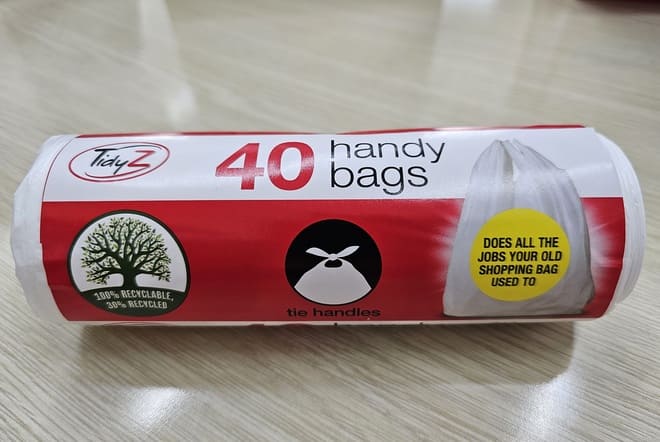 TidyZ
40 handy
bags
100% RECYCLABLE,
30% RECYCLED
tie handles
DOES ALL THE
JOBS YOUR OLD
SHOPPING BAG
USED TO